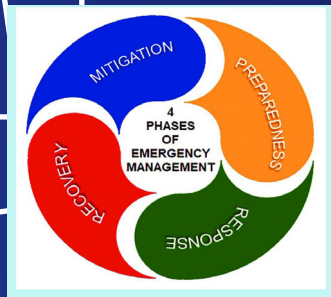 MITIGATION
PREPAREDNESS
4
PHASES
OF
EMERGENCY
MANAGEMENT
RECOVERY
RESPONSE